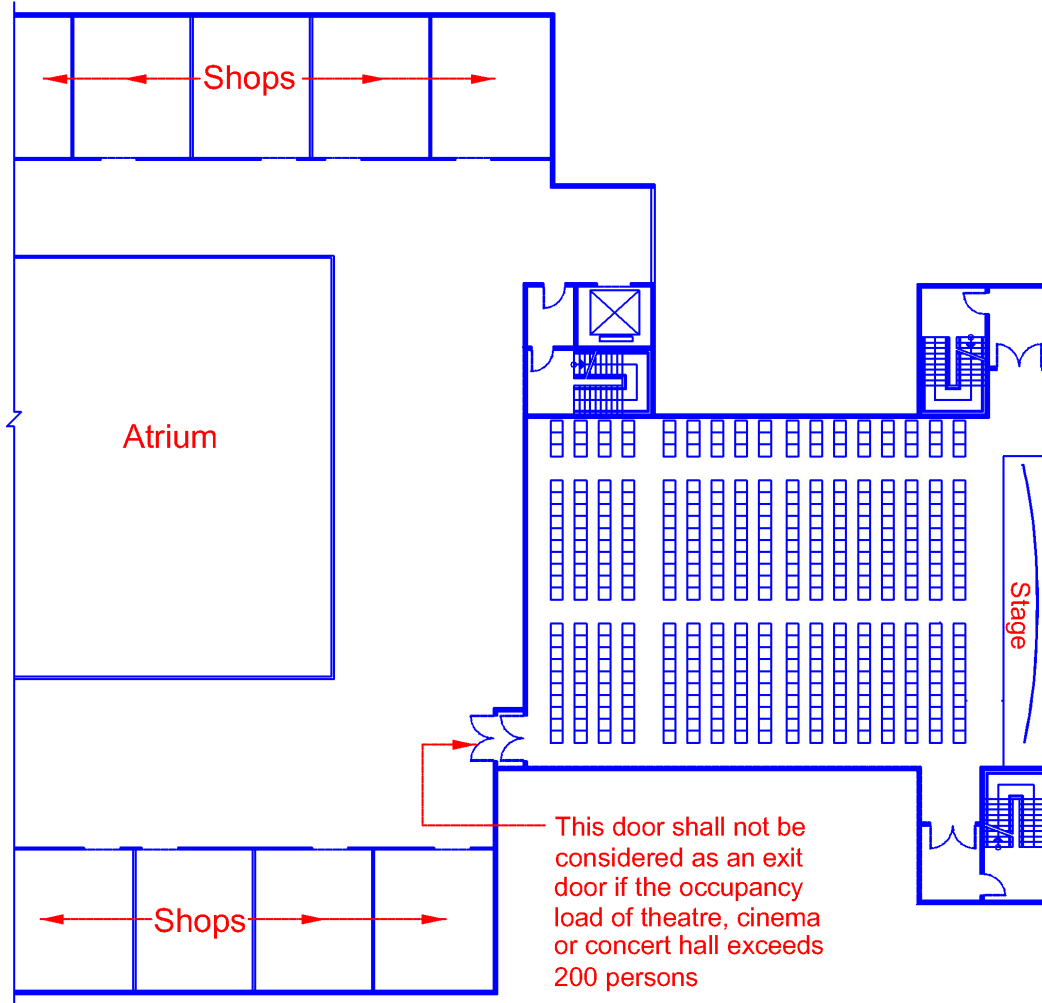 Shops
Atrium
Stage
This door shall not be
considered as an exit
door if the occupancy
load of theatre, cinema
or concert hall exceeds
200 persons
Shops